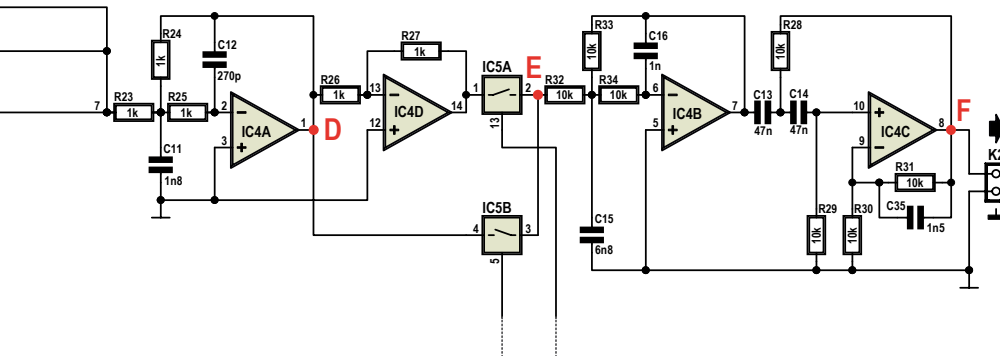 R24
1k
C12
270p
7
R23
1k
R25
1k
2
−
IC4A
3
+
1
D
C11
1n8
R26
1k
R27
1k
13
−
IC4D
12
+
14
IC5A
1
2
13
E
IC5B
4
3
5
R33
10k
C16
1n
R32
10k
R34
10k
6
−
IC4B
5
+
7
C15
6n8
R28
10k
C13
47n
C14
47n
10
+
IC4C
9
−
8
F
R31
10k
C35
1n5
R29
10k
R30
10k